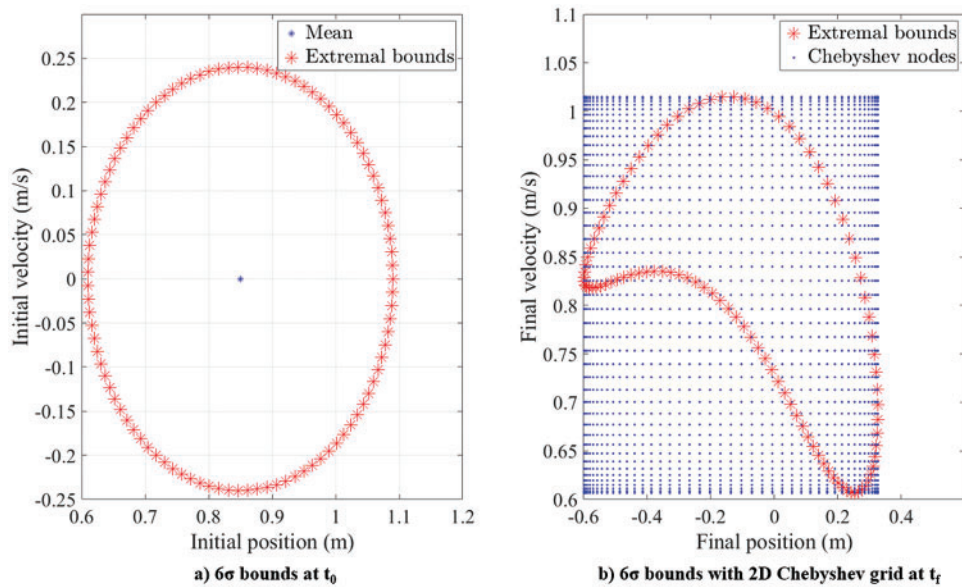 Mean
Extremal bounds
0.25
0.2
0.15
0.1
0.05
0
-0.05
-0.1
-0.15
-0.2
-0.25
Initial velocity (m/s)
0.6 0.7 0.8 0.9 1 1.1 1.2
Initial position (m)
a) 6σ bounds at t₀
Extremal bounds
Chebyshev nodes
1.1
1.05
1
0.95
0.9
0.85
0.8
0.75
0.7
0.65
0.6
Final velocity (m/s)
-0.6 -0.4 -0.2 0 0.2 0.4
Final position (m)
b) 6σ bounds with 2D Chebyshev grid at t_f